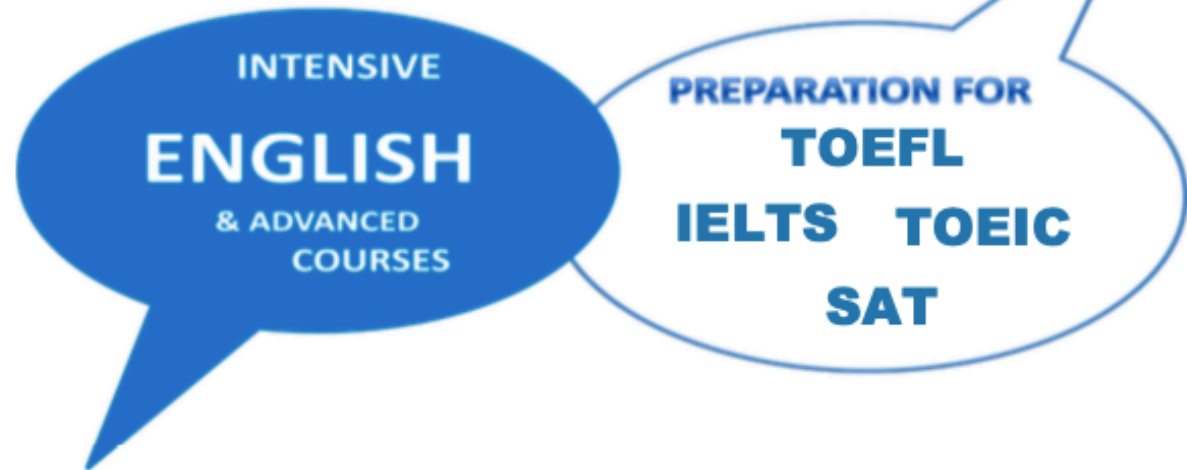 INTENSIVE
ENGLISH
& ADVANCED
COURSES
PREPARATION FOR
TOEFL
IELTS TOEIC
SAT